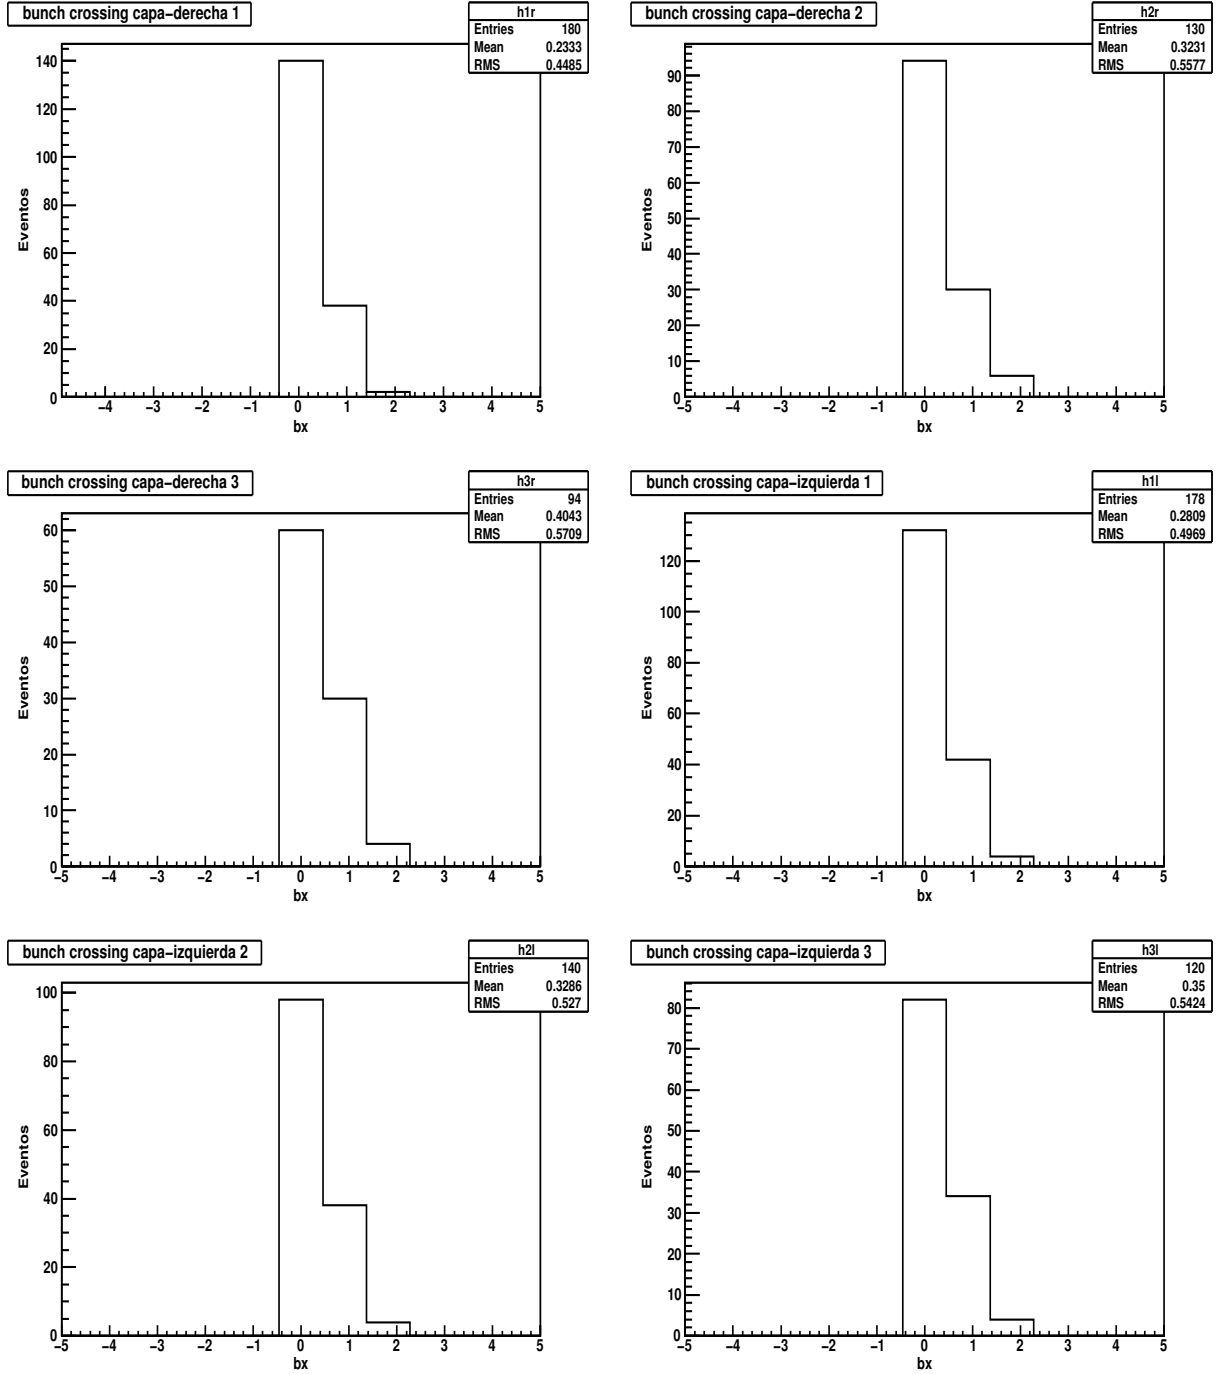 bunch crossing capa-derecha 1
h1r
Entries 180
Mean 0.2333
RMS 0.4485
140
120
100
80
60
40
20
0
Eventos
-4 -3 -2 -1 0 1 2 3 4 5
bx
bunch crossing capa-derecha 2
h2r
Entries 130
Mean 0.3231
RMS 0.5577
90
80
70
60
50
40
30
20
10
0
Eventos
-5 -4 -3 -2 -1 0 1 2 3 4 5
bx
bunch crossing capa-derecha 3
h3r
Entries 94
Mean 0.4043
RMS 0.5709
60
50
40
30
20
10
0
Eventos
-5 -4 -3 -2 -1 0 1 2 3 4 5
bx
bunch crossing capa-izquierda 1
h1l
Entries 178
Mean 0.2809
RMS 0.4969
120
100
80
60
40
20
0
Eventos
-5 -4 -3 -2 -1 0 1 2 3 4 5
bx
bunch crossing capa-izquierda 2
h2l
Entries 140
Mean 0.3286
RMS 0.527
100
80
60
40
20
0
Eventos
-5 -4 -3 -2 -1 0 1 2 3 4 5
bx
bunch crossing capa-izquierda 3
h3l
Entries 120
Mean 0.35
RMS 0.5424
80
70
60
50
40
30
20
10
0
Eventos
-5 -4 -3 -2 -1 0 1 2 3 4 5
bx